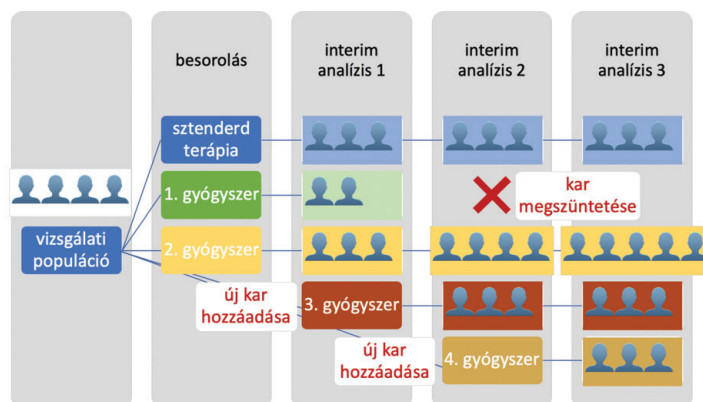 besorolás
interim
analízis 1
interim
analízis 2
interim
analízis 3
sztenderd
terápia
1. gyógyszer
kar
megszüntetése
vizsgálati
populáció
2. gyógyszer
új kar
hozzáadása
3. gyógyszer
új kar
hozzáadása
4. gyógyszer